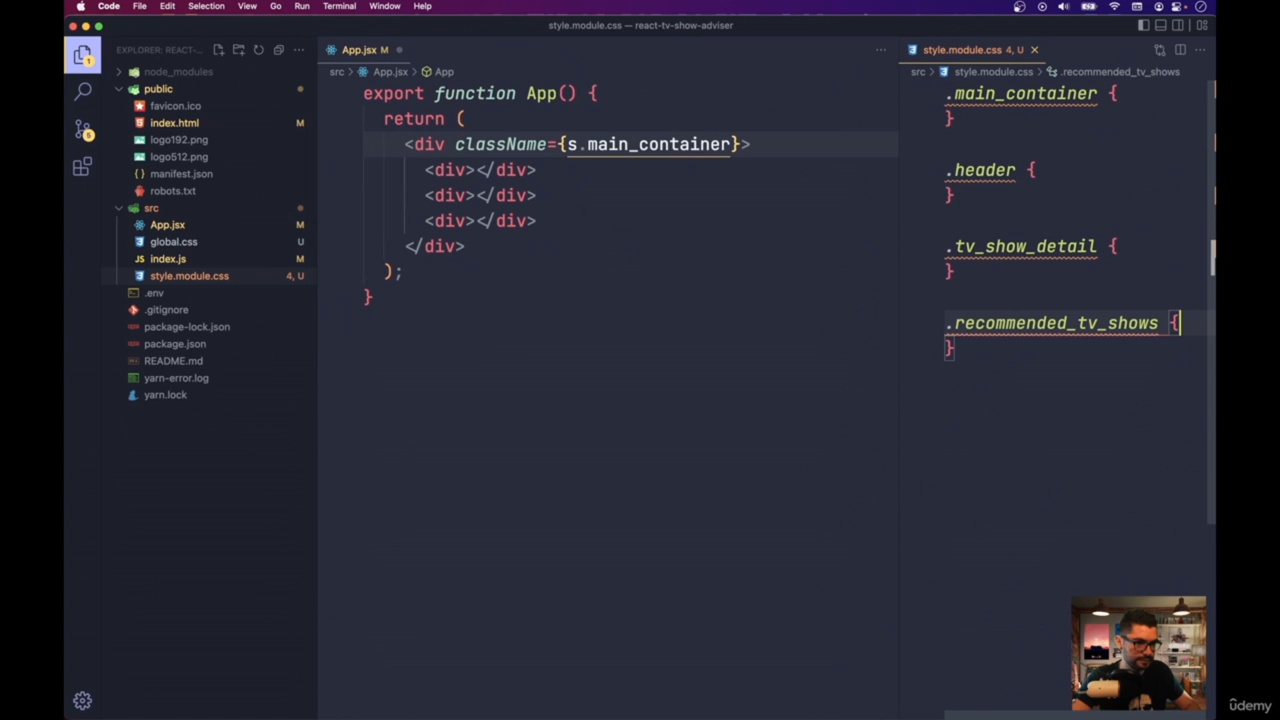 Code File Edit Selection View Go Run Terminal Window Help
style.module.css — react-tv-show-adviser
EXPLORER: REACT-...
node_modules
public
favicon.ico
index.html M
logo192.png
logo512.png
manifest.json
robots.txt
src
App.jsx M
global.css U
index.js M
style.module.css 4, U
.env
.gitignore
package-lock.json
package.json
README.md
yarn-error.log
yarn.lock
1
5
App.jsx M
src > App.jsx > App
export function App() {
return (
<div className={s.main_container}>
<div></div>
<div></div>
<div></div>
</div>
);
}
style.module.css 4, U
src > style.module.css > .recommended_tv_shows
.main_container {
}
.header {
}
.tv_show_detail {
}
.recommended_tv_shows {
}
udemy